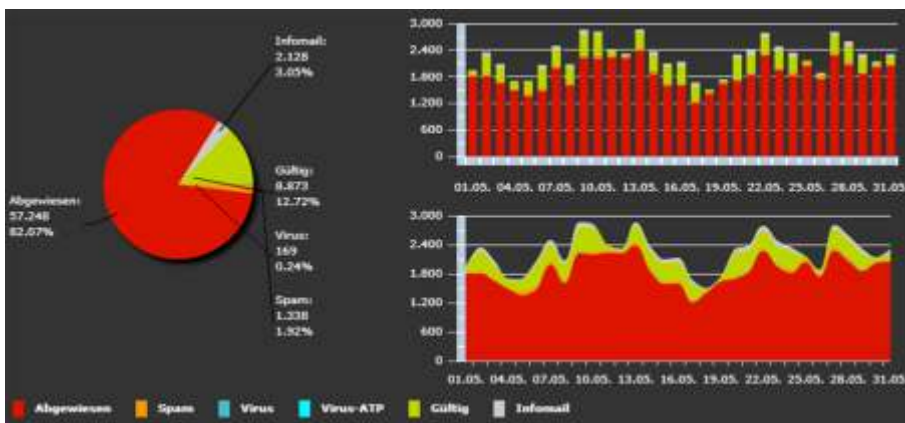 Infomail:
2.128
3.05%
Gültig:
8.873
12.72%
Abgewiesen:
57.248
82.07%
Virus:
169
0.24%
Spam:
1.338
1.92%
3.000
2.400
1.800
1.200
600
0
01.05. 04.05. 07.05. 10.05. 13.05. 16.05. 19.05. 22.05. 25.05. 28.05. 31.05
3.000
2.400
1.800
1.200
600
0
01.05. 04.05. 07.05. 10.05. 13.05. 16.05. 19.05. 22.05. 25.05. 28.05. 31.05
Abgewiesen Spam Virus Virus-ATP Gültig Infomail